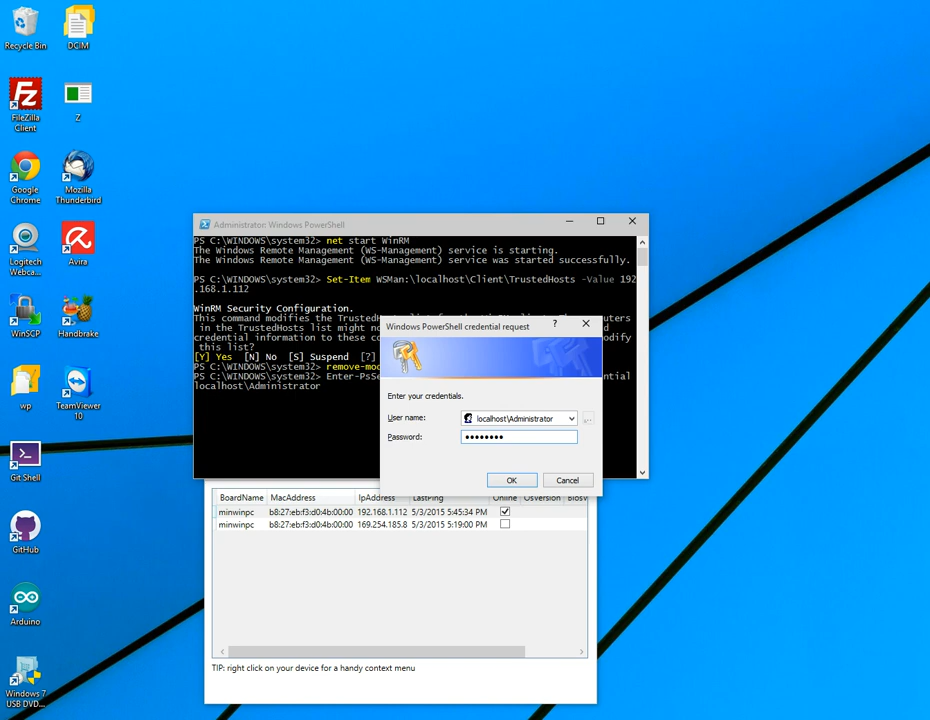 Recycle Bin
DCIM
FileZilla
Client
Z
Google
Chrome
Mozilla
Thunderbird
Logitech
Webca...
Avira
WinSCP
Handbrake
wp
TeamViewer
10
Git Shell
GitHub
Arduino
Windows 7
USB DVD...
Administrator: Windows PowerShell
PS C:\WINDOWS\system32> net start WinRM
The Windows Remote Management (WS-Management) service is starting.
The Windows Remote Management (WS-Management) service was started successfully.
PS C:\WINDOWS\system32> Set-Item WSMan:\localhost\Client\TrustedHosts -Value 192
.168.1.112
WinRM Security Configuration.
This command modifies the
in the TrustedHosts list might
credential information to these
this list?
[Y] Yes [N] No [S] Suspend [?]
PS C:\WINDOWS\system32> remove-mo
PS C:\WINDOWS\system32> Enter-PsSe
localhost\Administrator
Windows PowerShell credential request
?
Enter your credentials.
User name:
localhost\Administrator
...
Password:
●●●●●●●●
OK
Cancel
BoardName MacAddress IpAddress LastPing Online OsVersion
minwinpc b8:27:eb:f3:d0:4b:00:00 192.168.1.112 5/3/2015 5:45:34 PM
minwinpc b8:27:eb:f3:d0:4b:00:00 169.254.185.8 5/3/2015 5:19:00 PM
TIP: right click on your device for a handy context menu